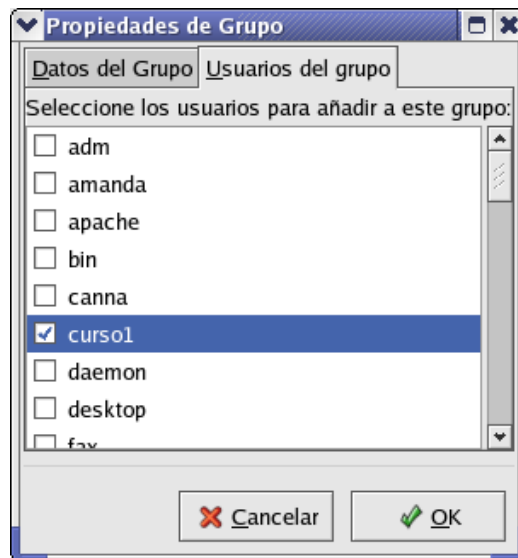 Propiedades de Grupo
Datos del Grupo Usuarios del grupo
Seleccione los usuarios para añadir a este grupo:
adm
amanda
apache
bin
canna
curso1
daemon
desktop
fax
Cancelar OK